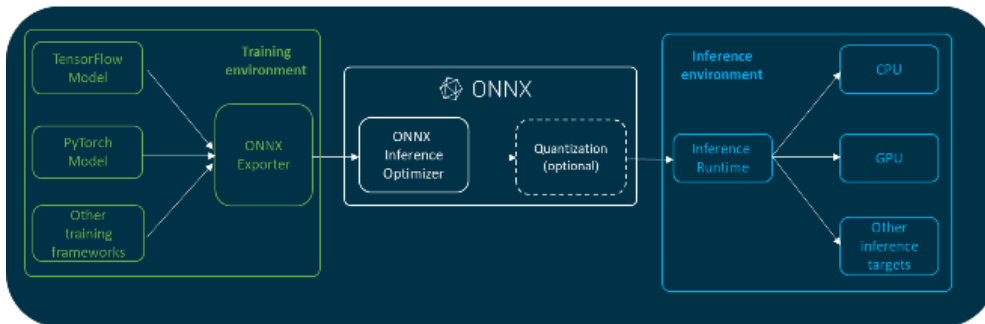 Training
environment
TensorFlow
Model
PyTorch
Model
Other
training
frameworks
ONNX
Exporter
ONNX
ONNX
Inference
Optimizer
Quantization
(optional)
Inference
environment
Inference
Runtime
CPU
GPU
Other
inference
targets